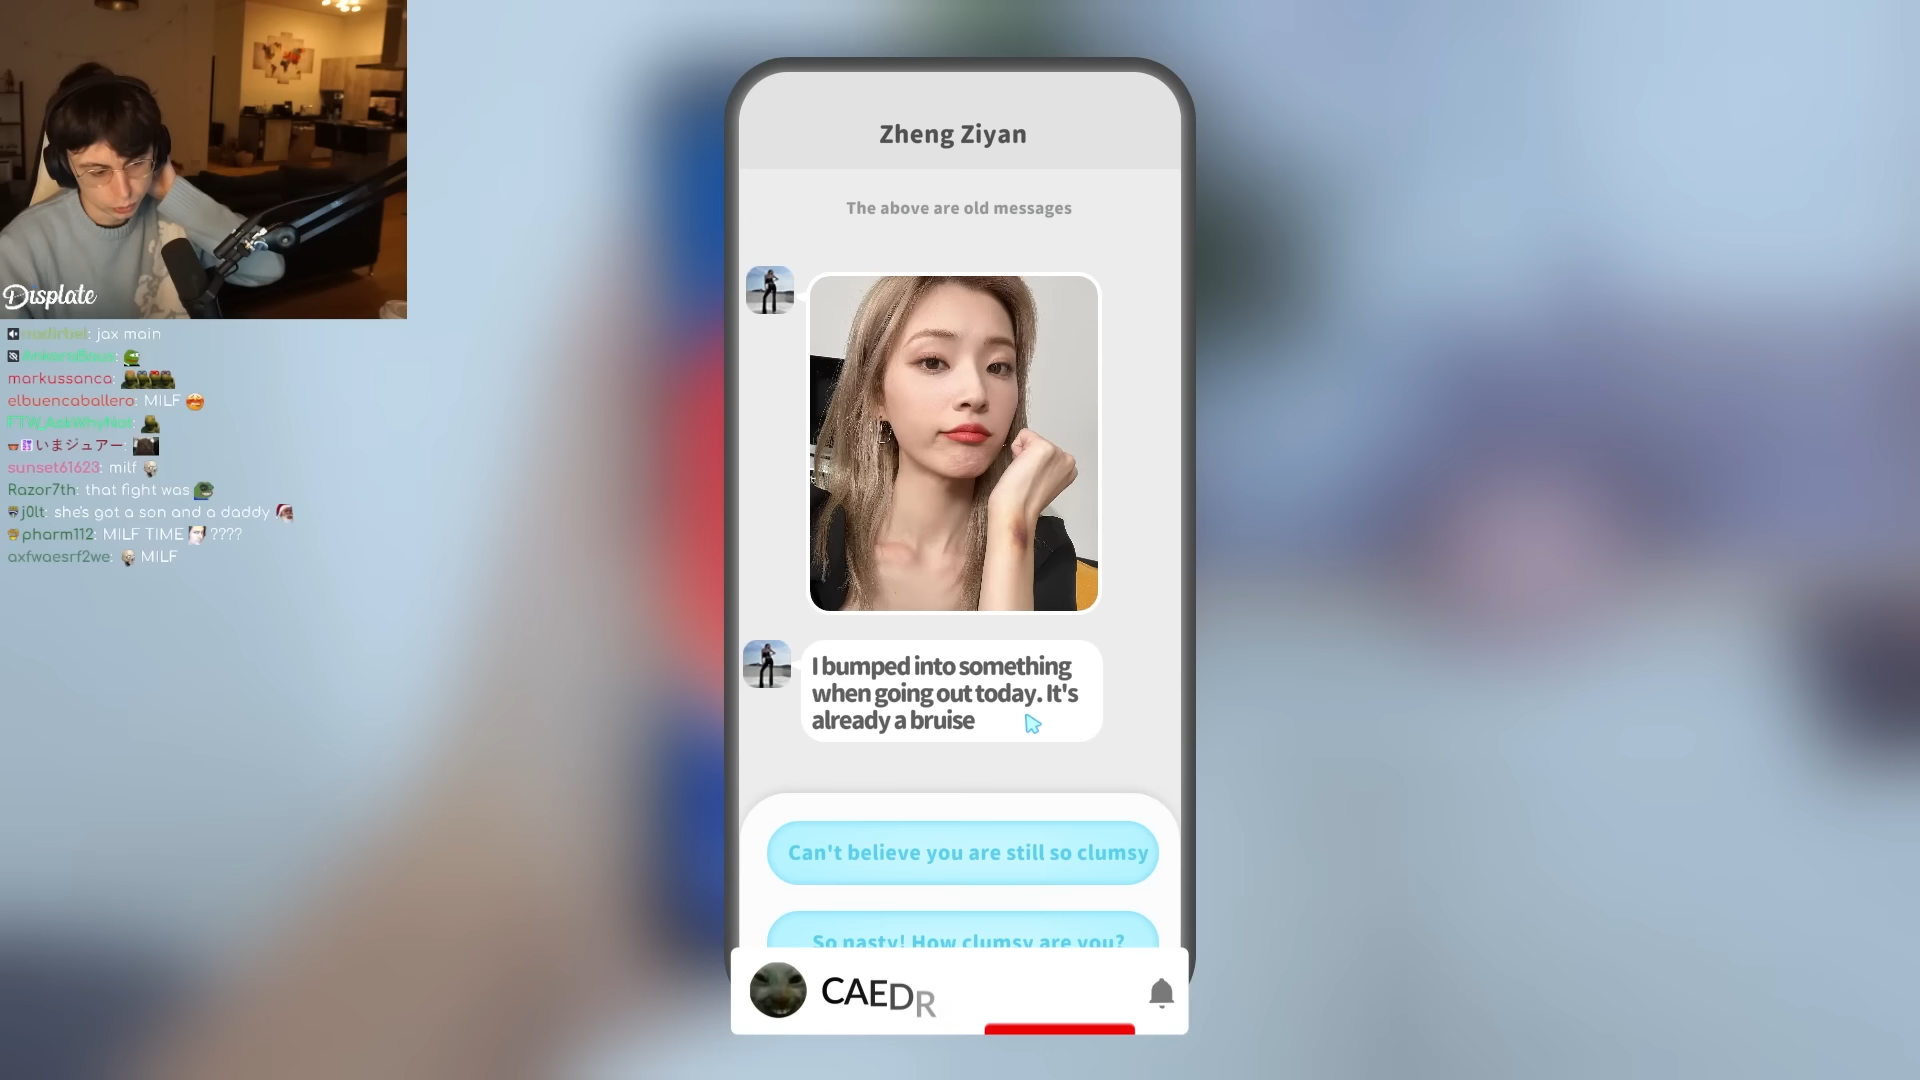 Displate
nadirbel: jax main
markussanca:
elbuencaballero: MILF
FTW_AskWhyNot:
いまジュアー:
sunset61623: milf
Razor7th: that fight was
j0lt: she's got a son and a daddy
pharm112: MILF TIME ????
axfwaesrf2we: MILF
Zheng Ziyan
The above are old messages
I bumped into something
when going out today. It's
already a bruise
Can't believe you are still so clumsy
So nasty! How clumsy are you?
CAEDR